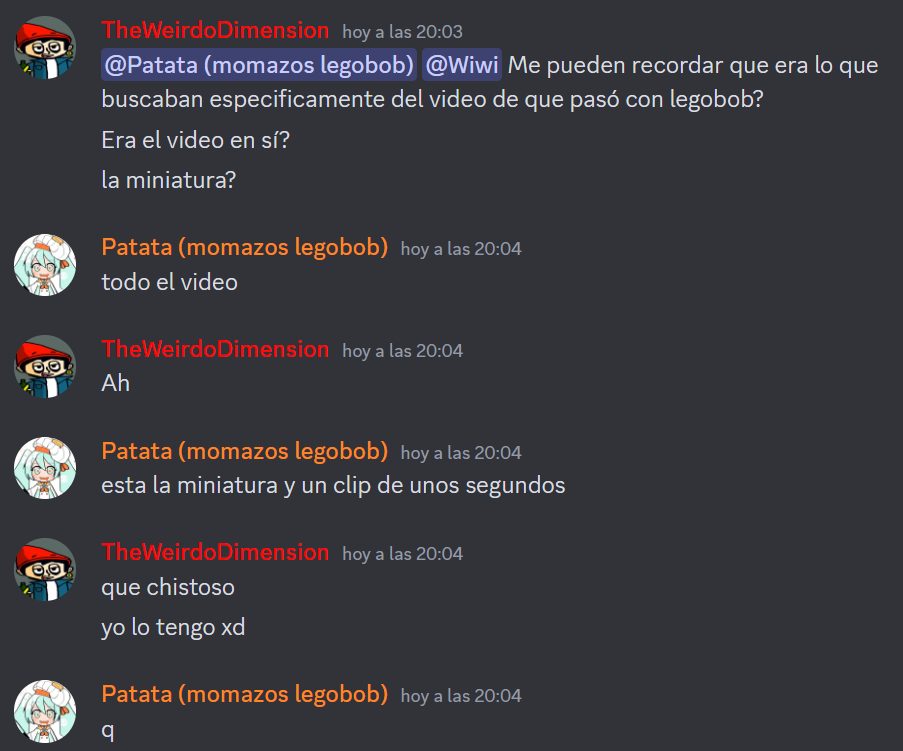 TheWeirdoDimension hoy a las 20:03
@Patata (momazos legobob) @Wiwi Me pueden recordar que era lo que
buscaban especificamente del video de que pasó con legobob?
Era el video en sí?
la miniatura?
Patata (momazos legobob) hoy a las 20:04
todo el video
TheWeirdoDimension hoy a las 20:04
Ah
Patata (momazos legobob) hoy a las 20:04
esta la miniatura y un clip de unos segundos
TheWeirdoDimension hoy a las 20:04
que chistoso
yo lo tengo xd
Patata (momazos legobob) hoy a las 20:04
q